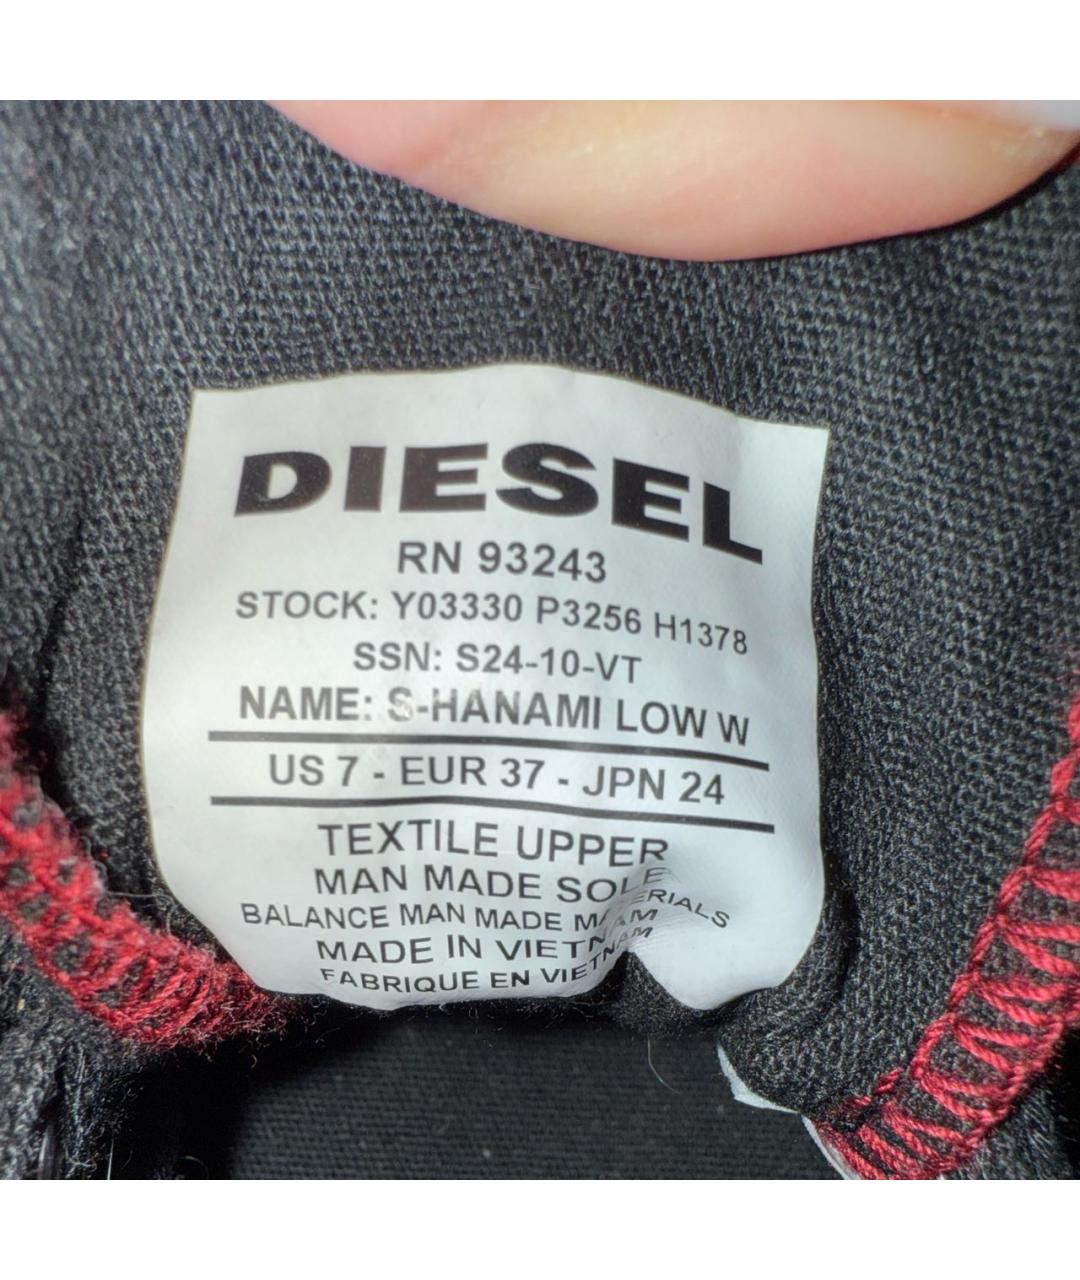 DIESEL
RN 93243
STOCK: Y03330 P3256 H1378
SSN: S24-10-VT
NAME: S-HANAMI LOW W
US 7 - EUR 37 - JPN 24
TEXTILE UPPER
MAN MADE SOLE
BALANCE MAN MADE MATERIALS
MADE IN VIETNAM
FABRIQUE EN VIETNAM